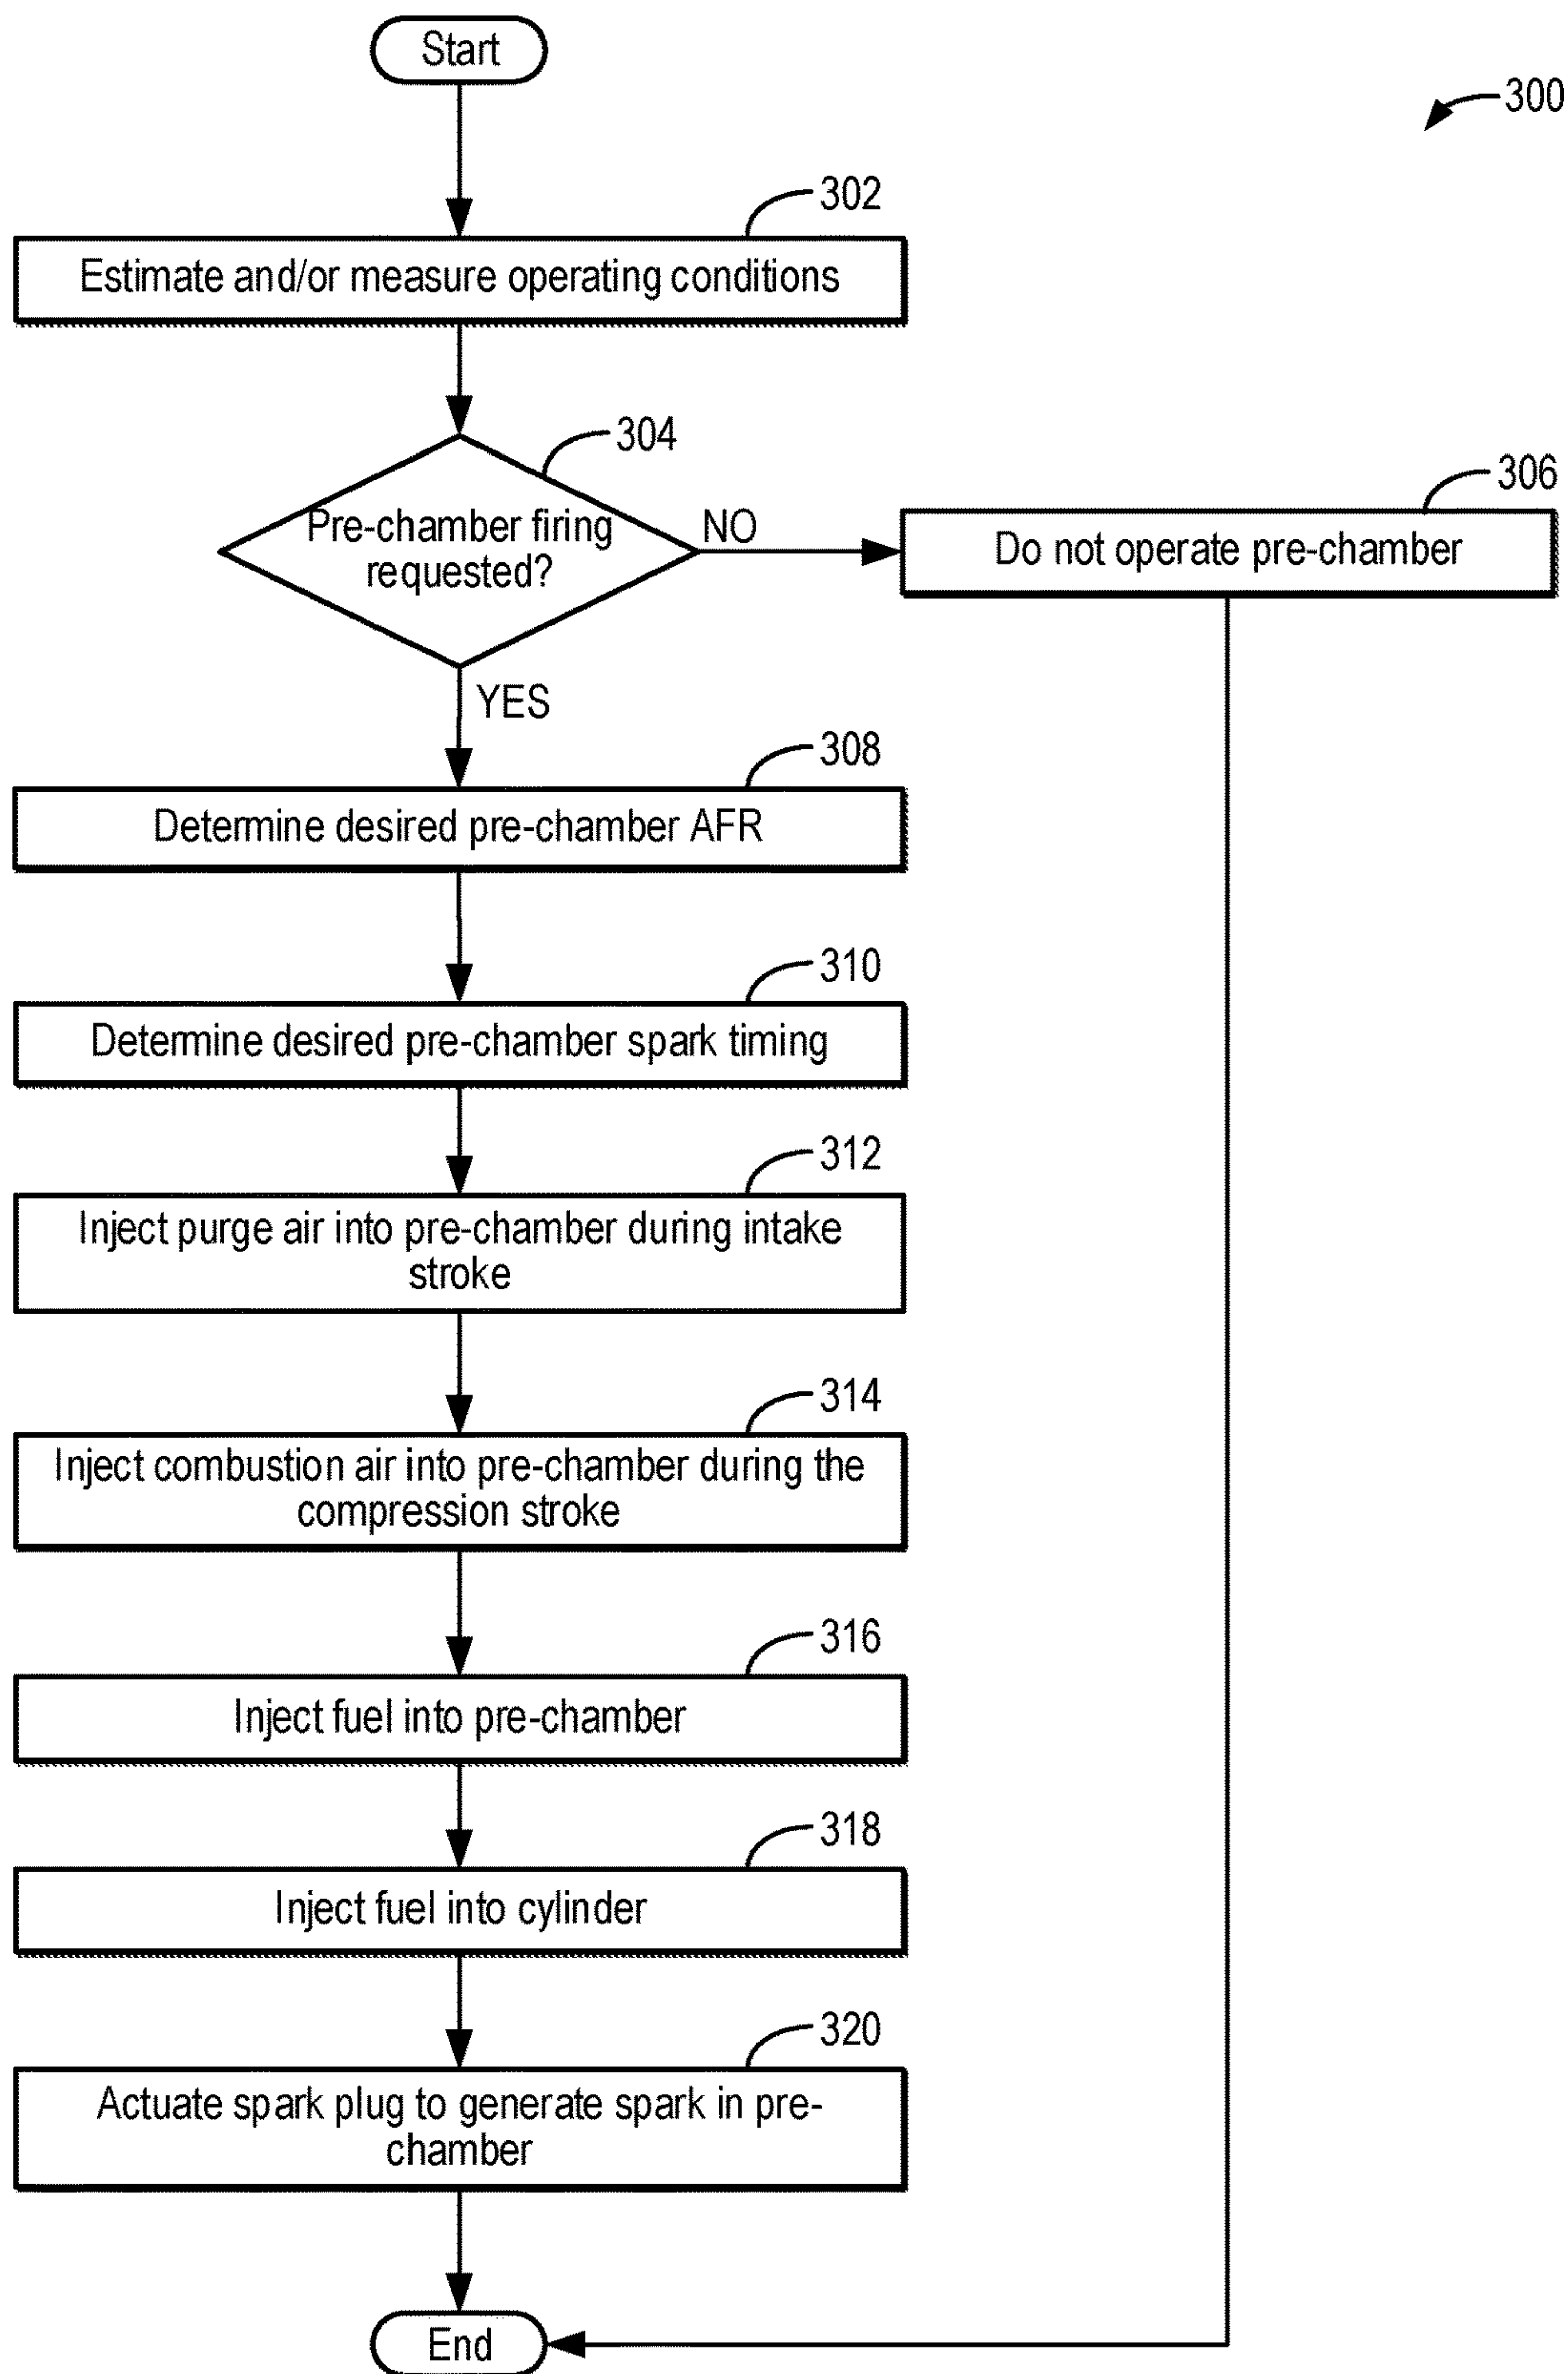 Start
300
302
Estimate and/or measure operating conditions
304
Pre-chamber firing
requested?
NO
306
Do not operate pre-chamber
YES
308
Determine desired pre-chamber AFR
310
Determine desired pre-chamber spark timing
312
Inject purge air into pre-chamber during intake
stroke
314
Inject combustion air into pre-chamber during the
compression stroke
316
Inject fuel into pre-chamber
318
Inject fuel into cylinder
320
Actuate spark plug to generate spark in pre-
chamber
End